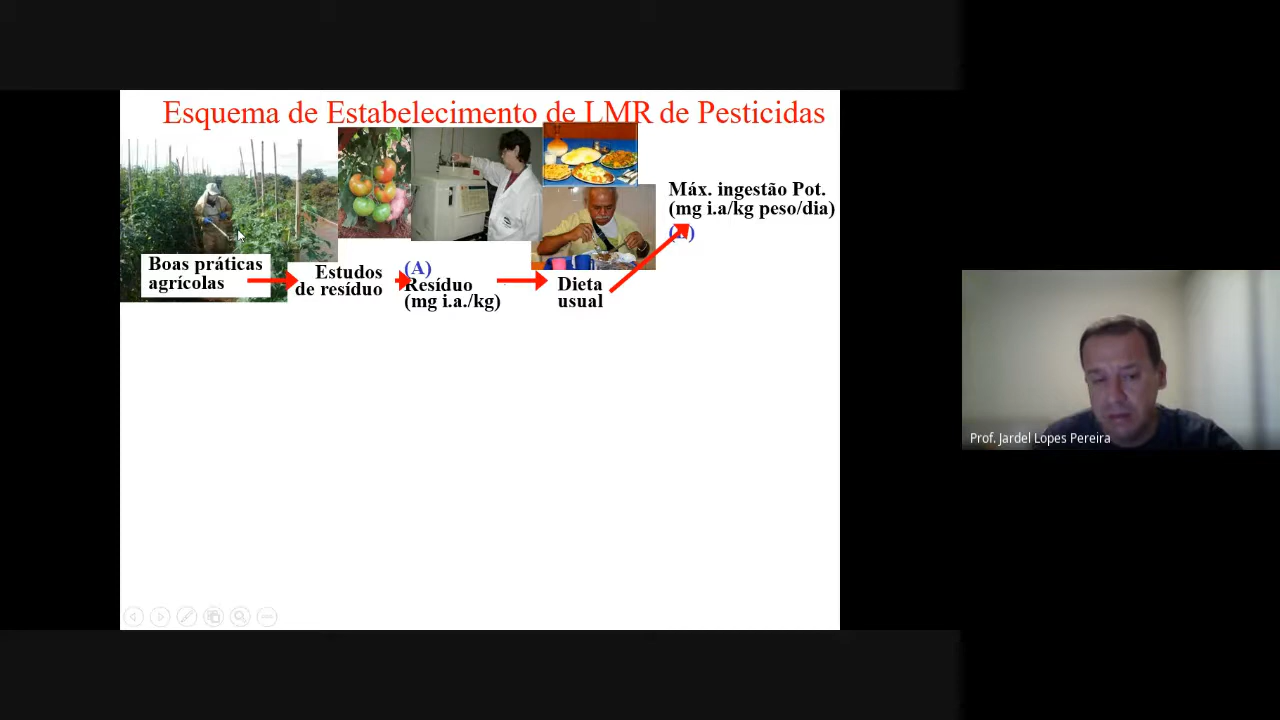 Esquema de Estabelecimento de LMR de Pesticidas
Máx. ingestão Pot.
(mg i.a/kg peso/dia)
Boas práticas
agrícolas
Estudos
de resíduo
(A)
Resíduo
(mg i.a./kg)
Dieta
usual
Prof. Jardel Lopes Pereira